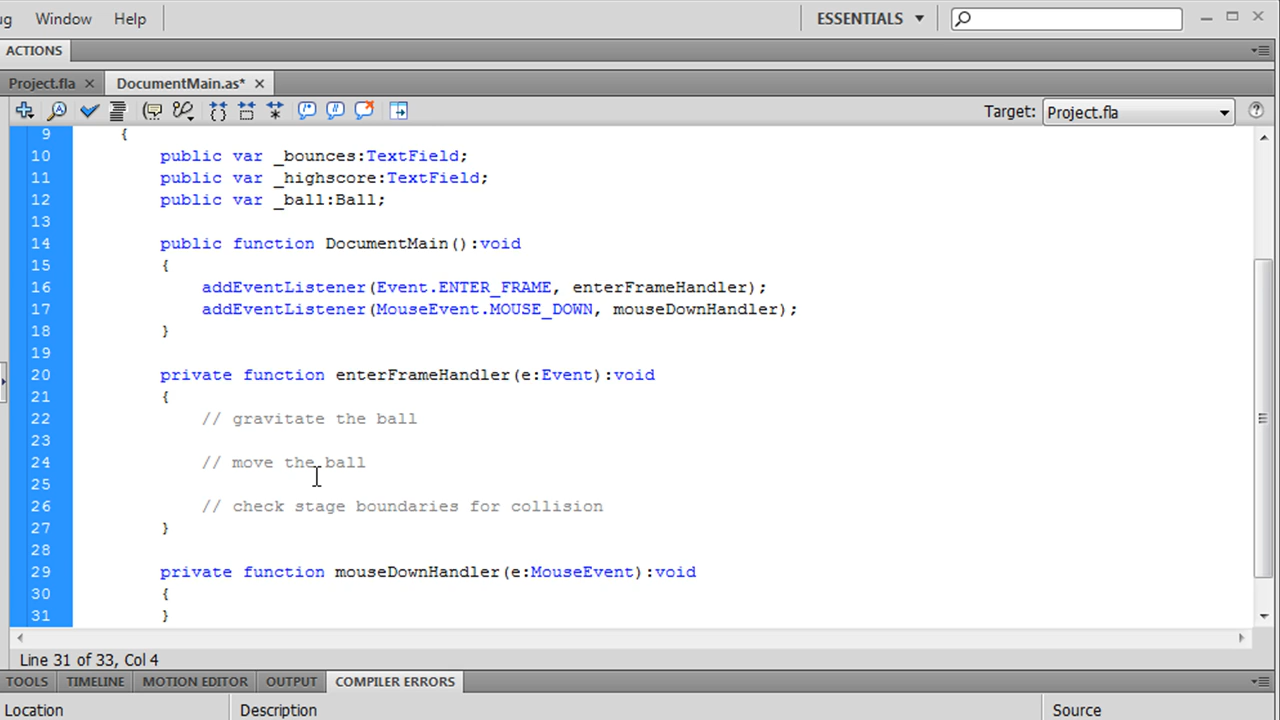 ug Window Help ESSENTIALS
ACTIONS
Project.fla DocumentMain.as*
Target: Project.fla
9 {
10 public var _bounces:TextField;
11 public var _highscore:TextField;
12 public var _ball:Ball;
13
14 public function DocumentMain():void
15 {
16 addEventListener(Event.ENTER_FRAME, enterFrameHandler);
17 addEventListener(MouseEvent.MOUSE_DOWN, mouseDownHandler);
18 }
19
20 private function enterFrameHandler(e:Event):void
21 {
22 // gravitate the ball
23
24 // move the ball
25
26 // check stage boundaries for collision
27 }
28
29 private function mouseDownHandler(e:MouseEvent):void
30 {
31 }
Line 31 of 33, Col 4
TOOLS TIMELINE MOTION EDITOR OUTPUT COMPILER ERRORS
Location Description Source